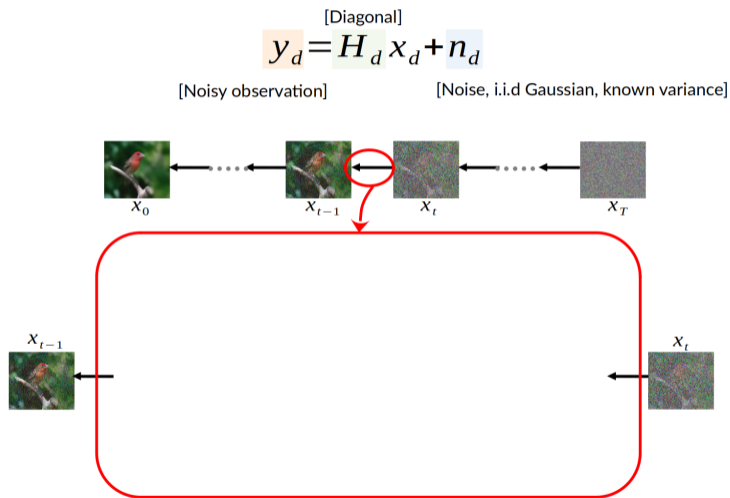 [Diagonal]
y_d = H_d x_d + n_d
[Noisy observation]
[Noise, i.i.d Gaussian, known variance]
x_0
x_{t-1}
x_t
x_T
x_{t-1}
x_t